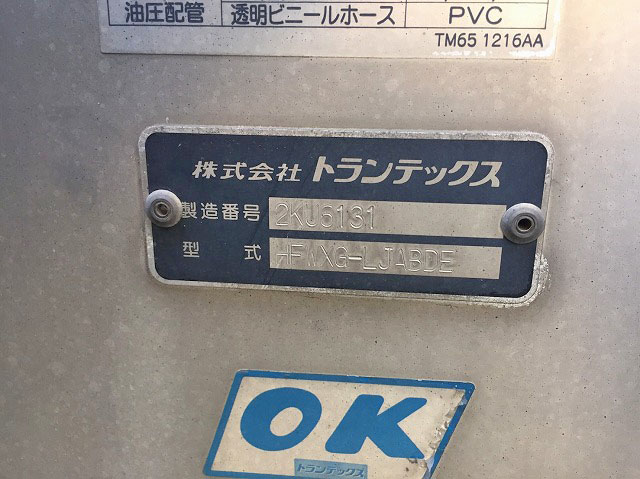 油圧配管 透明ビニールホース PVC
TM65 1216AA
株式会社 トランテックス
製造番号 2KU6131
型式 HFWXG-LJABDE
OK
トランテックス